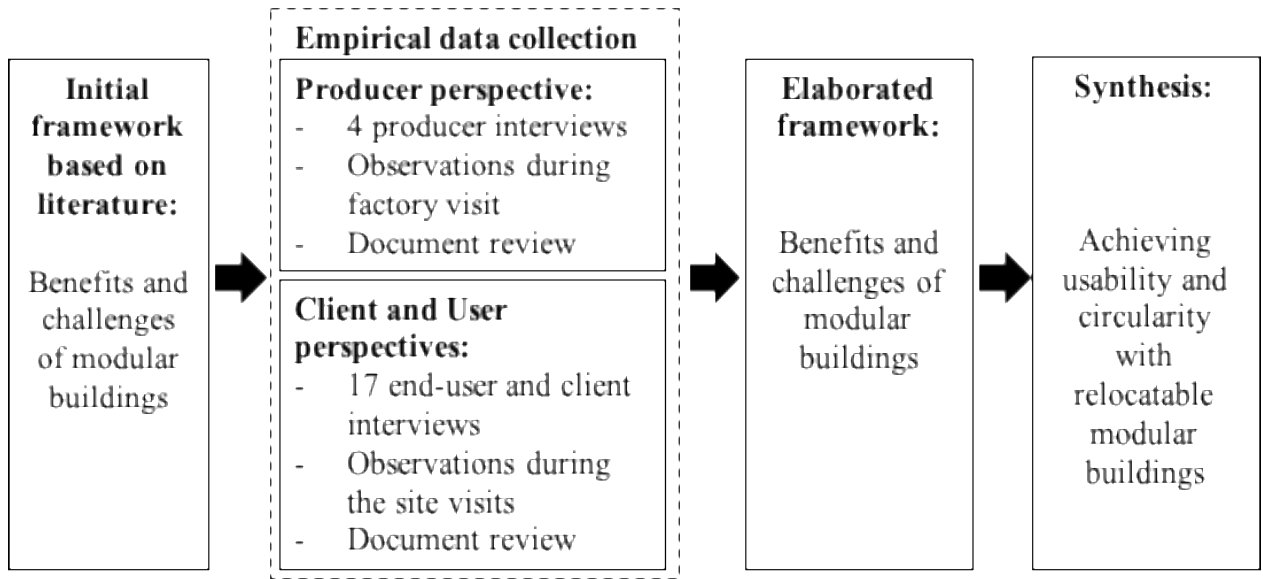 Initial
framework
based on
literature:
Benefits and
challenges
of modular
buildings
Empirical data collection
Producer perspective:
- 4 producer interviews
- Observations during
factory visit
- Document review
Client and User
perspectives:
- 17 end-user and client
interviews
- Observations during
the site visits
- Document review
Elaborated
framework:
Benefits and
challenges of
modular
buildings
Synthesis:
Achieving
usability and
circularity
with
relocatable
modular
buildings